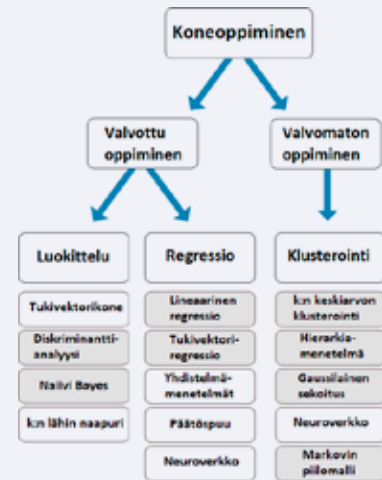 Koneoppiminen
Valvottu
oppiminen
Valvomaton
oppiminen
Luokittelu
Regressio
Klusterointi
Tukivektorikone
Diskriminantti-
analyysi
Naiivi Bayes
k:n lähin naapuri
Lineaarinen
regressio
Tukivektori-
regressio
Yhdistelmä-
menetelmät
Päätöspuu
Neuroverkko
k:n keskiarvon
klusterointi
Hierarkia-
menetelmä
Gaussilainen
sekoitus
Neuroverkko
Markovin
piilomalli